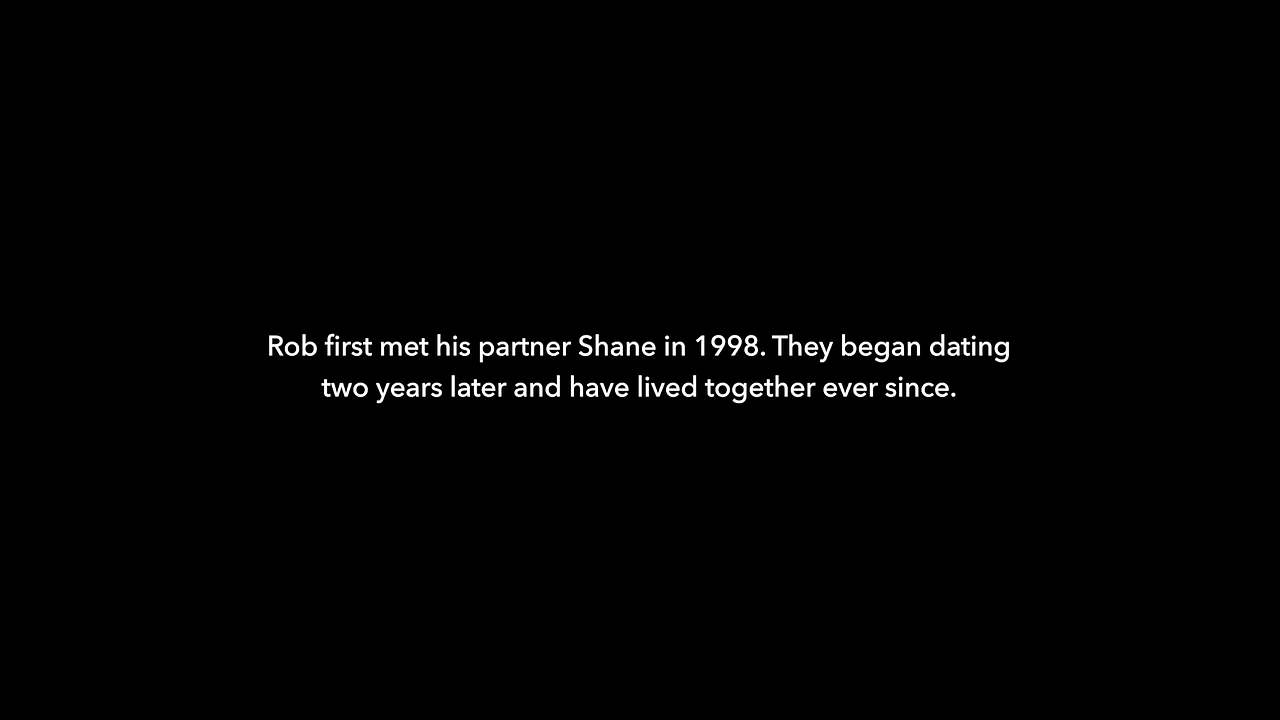 Rob first met his partner Shane in 1998. They began dating
two years later and have lived together ever since.